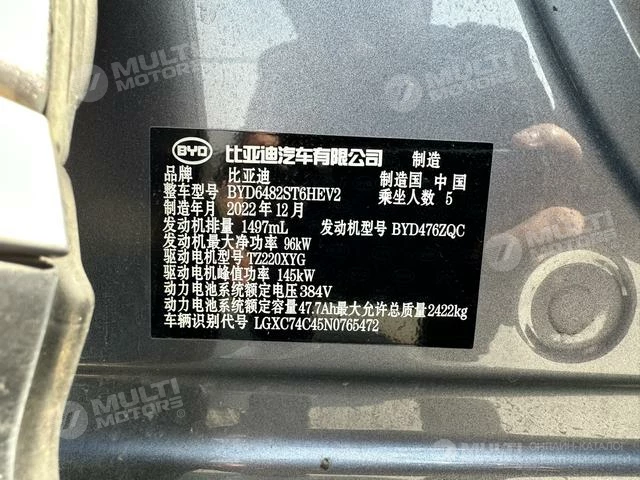 MULTI MOTORS
MULTI MOTORS
BYD 比亚迪汽车有限公司 制造
品牌 比亚迪 制造国 中国
整车型号 BYD6482ST6HEV2 乘坐人数 5
制造年月 2022年12月
发动机排量 1497mL 发动机型号 BYD476ZQC
发动机最大净功率 96kW
驱动电机型号 TZ220XYG
驱动电机峰值功率 145kW
动力电池系统额定电压 384V
动力电池系统额定容量 47.7Ah 最大允许总质量 2422kg
车辆识别代号 LGXC74C45N0765472
MULTI MOTORS
MULTI